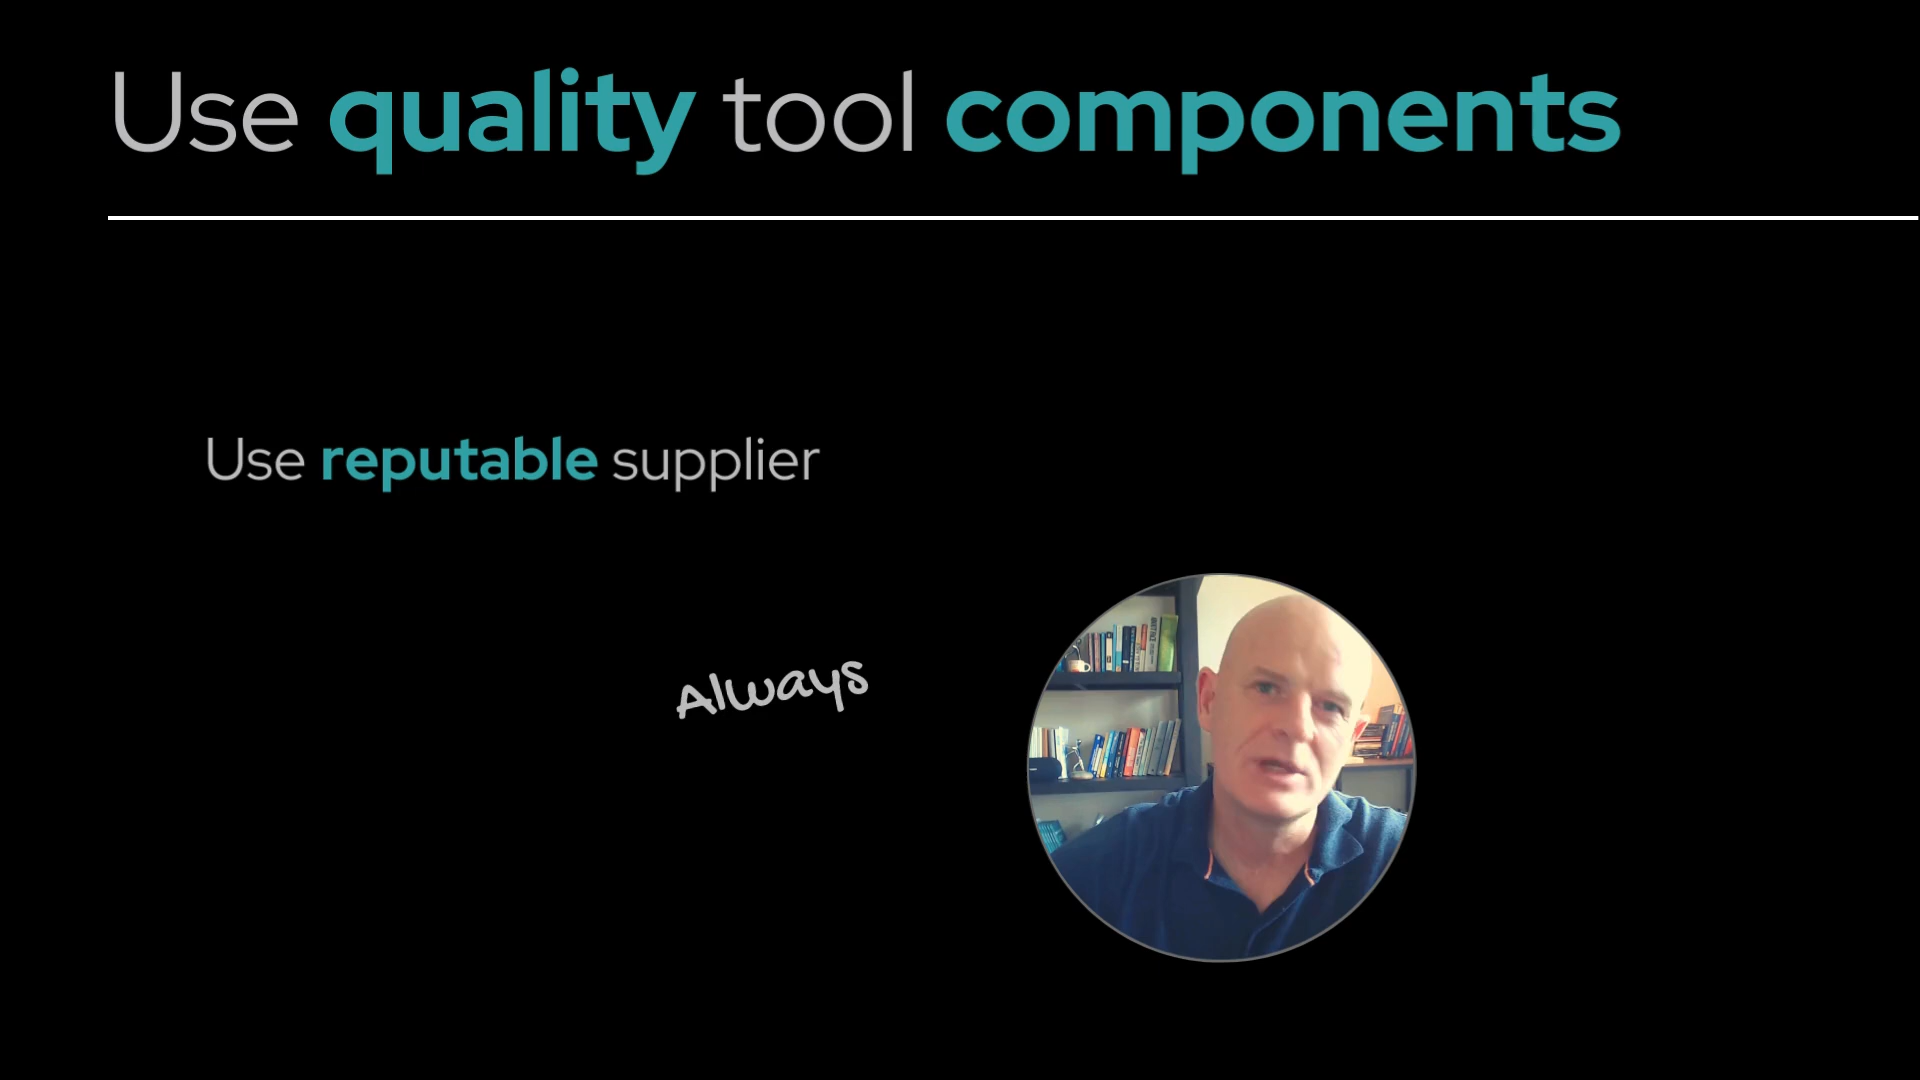 Use quality tool components
Use reputable supplier
Always